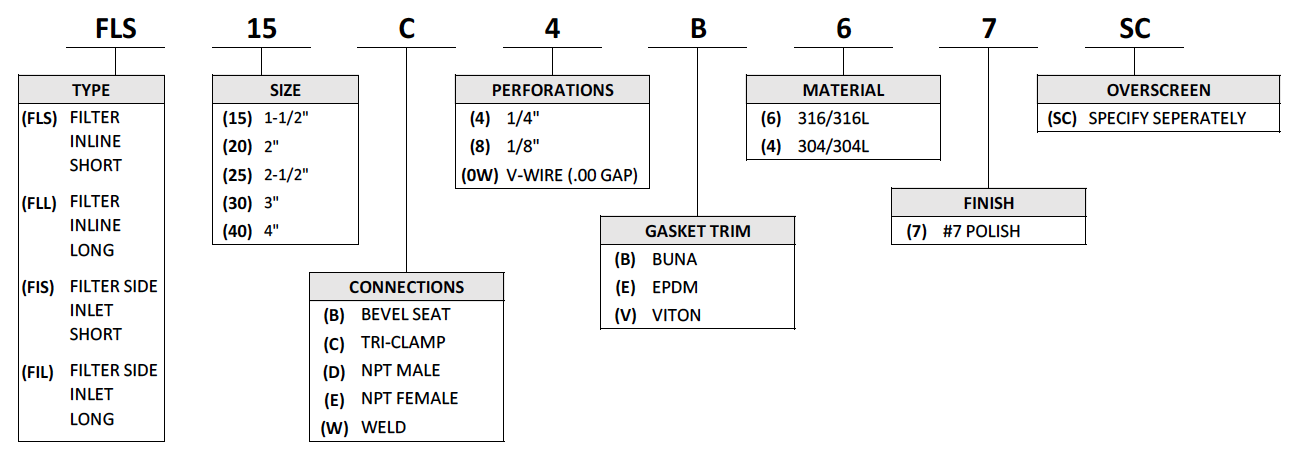 FLS 15 C 4 B 6 7 SC
TYPE
(FLS) FILTER
INLINE
SHORT
(FLL) FILTER
INLINE
LONG
(FIS) FILTER SIDE
INLET
SHORT
(FIL) FILTER SIDE
INLET
LONG
SIZE
(15) 1-1/2"
(20) 2"
(25) 2-1/2"
(30) 3"
(40) 4"
CONNECTIONS
(B) BEVEL SEAT
(C) TRI-CLAMP
(D) NPT MALE
(E) NPT FEMALE
(W) WELD
PERFORATIONS
(4) 1/4"
(8) 1/8"
(0W) V-WIRE (.00 GAP)
GASKET TRIM
(B) BUNA
(E) EPDM
(V) VITON
MATERIAL
(6) 316/316L
(4) 304/304L
FINISH
(7) #7 POLISH
OVERSCREEN
(SC) SPECIFY SEPERATELY